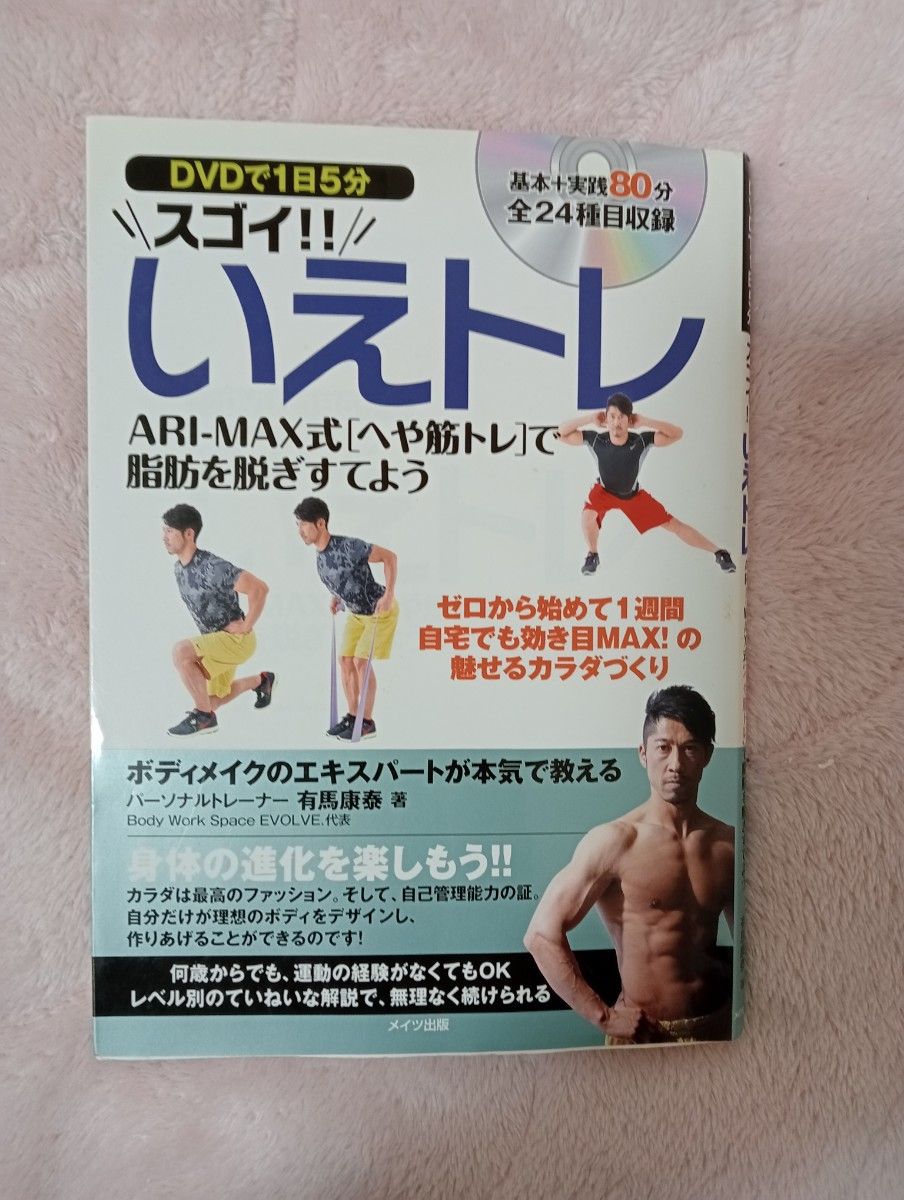 DVDで1日5分
スゴイ!!
いえトレ
基本+実践80分
全24種目収録
ARI-MAX式[へや筋トレ]で
脂肪を脱ぎすてよう
ゼロから始めて1週間
自宅でも効き目MAX!の
魅せるカラダづくり
ボディメイクのエキスパートが本気で教える
パーソナルトレーナー 有馬康泰 著
Body Work Space EVOLVE.代表
身体の進化を楽しもう!!
カラダは最高のファッション。そして、自己管理能力の証。
自分だけが理想のボディをデザインし、
作りあげることができるのです!
何歳からでも、運動の経験がなくてもOK
レベル別のていねいな解説で、無理なく続けられる
メイツ出版